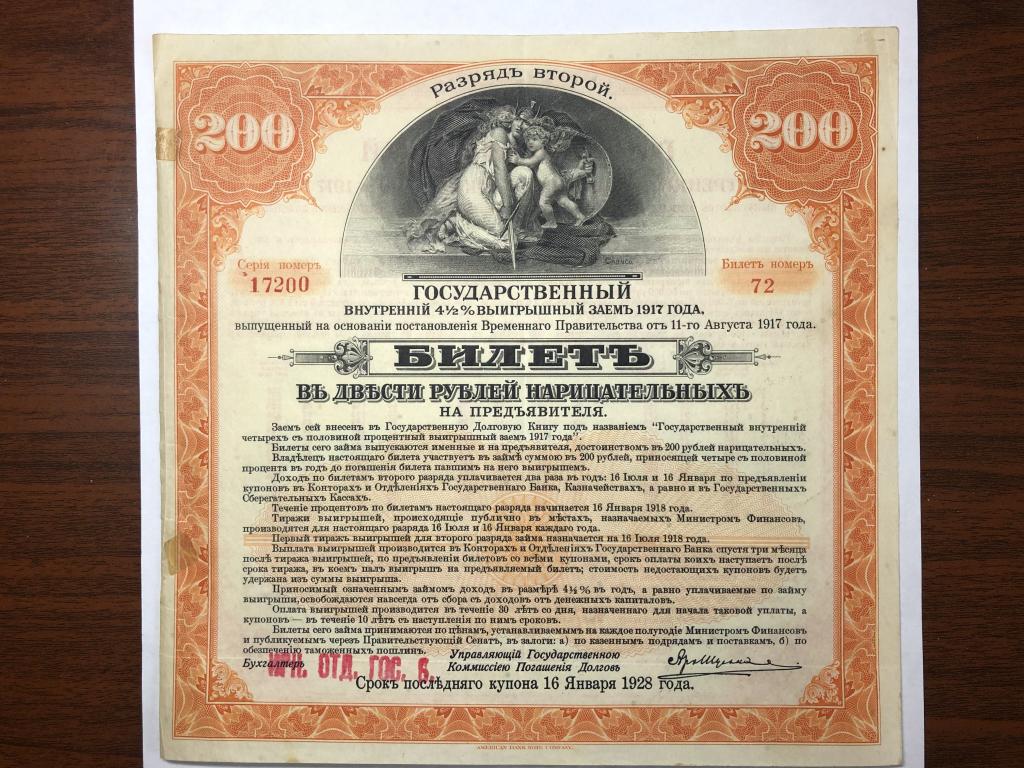 Разрядъ второй.
200
200
Серія номеръ
17200
Билетъ номеръ
72
ГОСУДАРСТВЕННЫЙ
ВНУТРЕННІЙ 4½% ВЫИГРЫШНЫЙ ЗАЕМЪ 1917 ГОДА,
выпущенный на основаніи постановленія Временнаго Правительства отъ 11-го Августа 1917 года.
БИЛЕТЪ
ВЪ ДВѢСТИ РУБЛЕЙ НАРИЦАТЕЛЬНЫХЪ
НА ПРЕДЪЯВИТЕЛЯ.
Заемъ сей внесенъ въ Государственную Долговую Книгу подъ названіемъ "Государственный внутренній
четырехъ съ половиной процентный выигрышный заемъ 1917 года".
Билеты сего займа выпускаются именные и на предъявителя, достоинствомъ въ 200 рублей нарицательныхъ.
Владѣлецъ настоящаго билета участвуетъ въ займѣ суммою въ 200 рублей, приносящей четыре съ половиной
процента въ годъ до погашенія билета павшимъ на него выигрышемъ.
Доходъ по билетамъ второго разряда уплачивается два раза въ годъ: 16 Іюля и 16 Января по предъявленіи
купоновъ въ Конторахъ и Отдѣленіяхъ Государственнаго Банка, Казначействахъ, а равно и въ Государственныхъ
Сберегательныхъ Кассахъ.
Теченіе процентовъ по билетамъ настоящаго разряда начинается 16 Января 1918 года.
Тиражи выигрышей, происходящіе публично въ мѣстахъ, назначаемыхъ Министромъ Финансовъ,
производятся для настоящаго разряда 16 Іюля и 16 Января каждаго года.
Первый тиражъ выигрышей для второго разряда займа назначается на 16 Іюля 1918 года.
Выплата выигрышей производится въ Конторахъ и Отдѣленіяхъ Государственнаго Банка спустя три мѣсяца
послѣ тиража выигрышей, по предъявленіи билетовъ со всѣми купонами, срокъ оплаты коихъ наступаетъ послѣ
срока тиража, въ коемъ палъ выигрышъ на предъявляемый билетъ; стоимость недостающихъ купоновъ будетъ
удержана изъ суммы выигрыша.
Приносимый означеннымъ займомъ доходъ въ размѣрѣ 4½% въ годъ, а равно уплачиваемые по займу
выигрыши, освобождаются навсегда отъ сбора съ доходовъ отъ денежныхъ капиталовъ.
Оплата выигрышей производится въ теченіе 30 лѣтъ со дня, назначеннаго для начала таковой уплаты, а
купоновъ — въ теченіе 10 лѣтъ съ наступленія по нимъ сроковъ.
Билеты сего займа принимаются по цѣнамъ, устанавливаемымъ на каждое полугодіе Министромъ Финансовъ
и публикуемымъ черезъ Правительствующій Сенатъ, въ залоги: а) по казеннымъ подрядамъ и поставкамъ, б) по
обезпеченію таможенныхъ пошлинъ.
Бухгалтеръ
Управляющій Государственною
Коммиссіею Погашенія Долговъ
ОТД. ГОС. Б.
Срокъ послѣдняго купона 16 Января 1928 года.
AMERICAN BANK NOTE COMPANY.